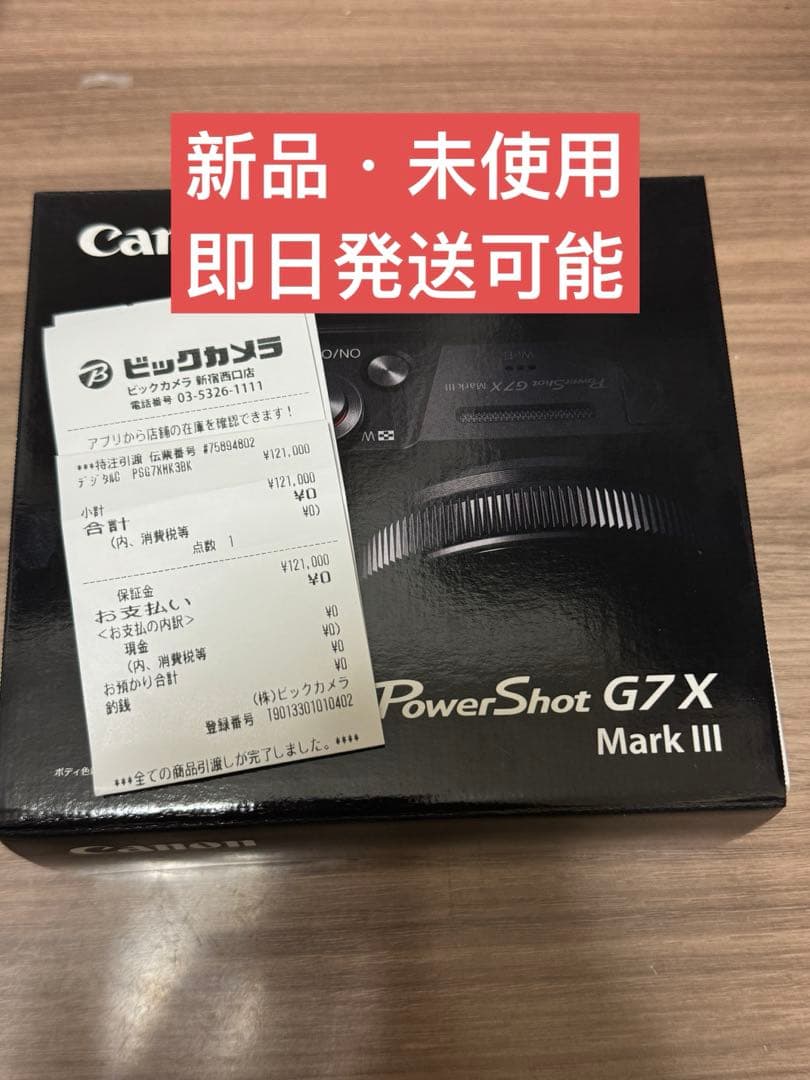 新品・未使用
即日発送可能
Canon
ビックカメラ
ビックカメラ 新宿西口店
電話番号 03-5326-1111
アプリから店舗の在庫を確認できます!
***特注引渡 伝票番号 #75894802
デジタルC PSG7XMK3BK ¥121,000
小計 ¥121,000
合計 ¥0
(内、消費税等 ¥0)
点数 1
保証金 ¥121,000
お支払い ¥0
<お支払の内訳>
現金 ¥0
(内、消費税等 ¥0)
お預かり合計 ¥0
釣銭 ¥0
(株)ビックカメラ
登録番号 T9013301010402
***全ての商品引渡しが完了しました。****
ON/O
W
Wi-Fi
PowerShot G7X Mark III
PowerShot G7 X
Mark III
ボディ色
Canon